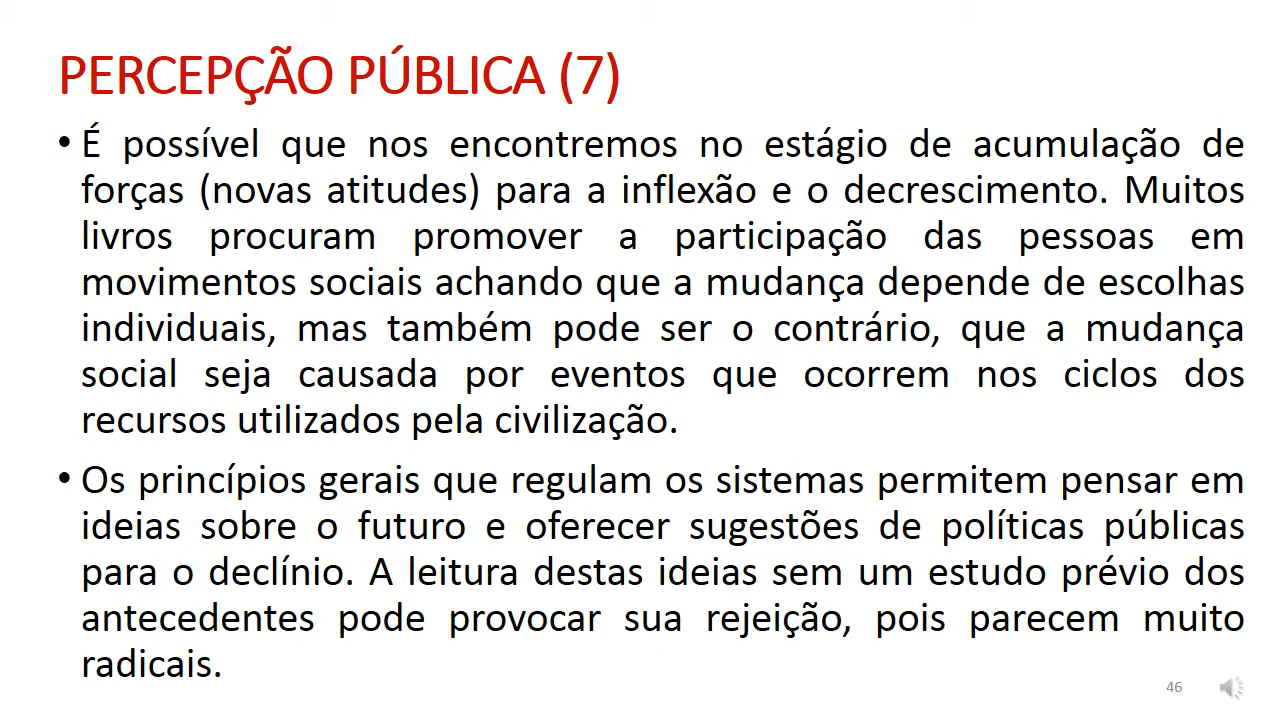 PERCEPÇÃO PÚBLICA (7)
• É possível que nos encontremos no estágio de acumulação de
forças (novas atitudes) para a inflexão e o decrescimento. Muitos
livros procuram promover a participação das pessoas em
movimentos sociais achando que a mudança depende de escolhas
individuais, mas também pode ser o contrário, que a mudança
social seja causada por eventos que ocorrem nos ciclos dos
recursos utilizados pela civilização.
• Os princípios gerais que regulam os sistemas permitem pensar em
ideias sobre o futuro e oferecer sugestões de políticas públicas
para o declínio. A leitura destas ideias sem um estudo prévio dos
antecedentes pode provocar sua rejeição, pois parecem muito
radicais.
46